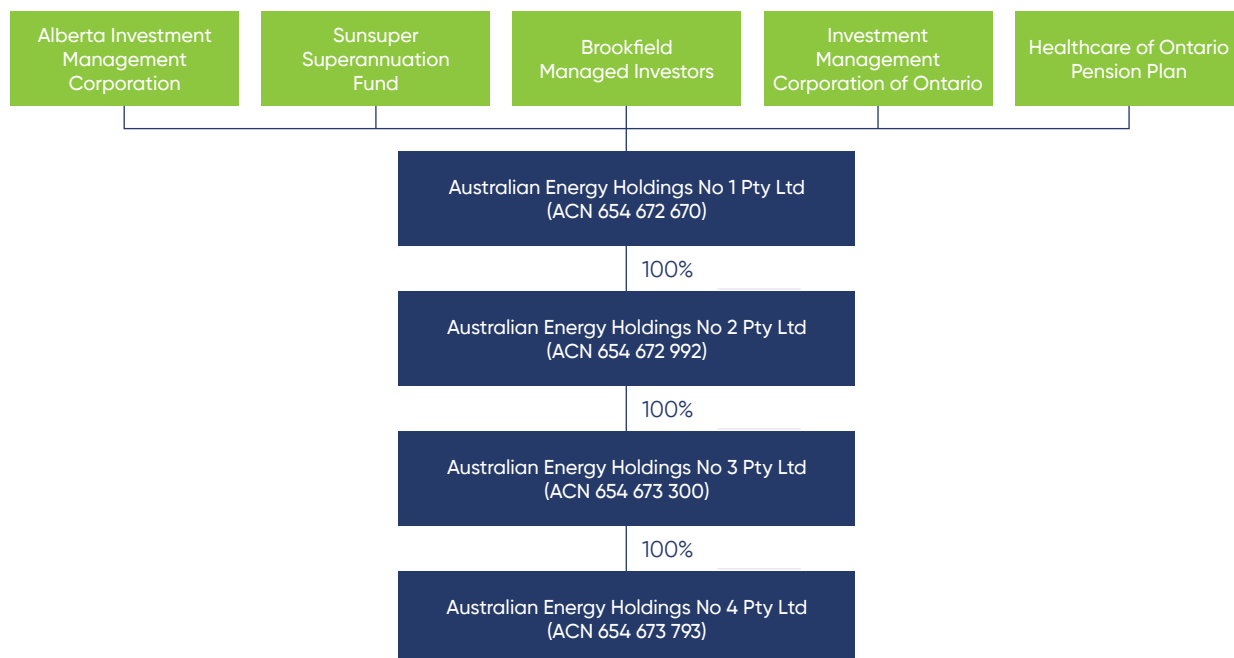 Alberta Investment
Management
Corporation
Sunsuper
Superannuation
Fund
Brookfield
Managed Investors
Investment
Management
Corporation of Ontario
Healthcare of Ontario
Pension Plan
Australian Energy Holdings No 1 Pty Ltd
(ACN 654 672 670)
100%
Australian Energy Holdings No 2 Pty Ltd
(ACN 654 672 992)
100%
Australian Energy Holdings No 3 Pty Ltd
(ACN 654 673 300)
100%
Australian Energy Holdings No 4 Pty Ltd
(ACN 654 673 793)